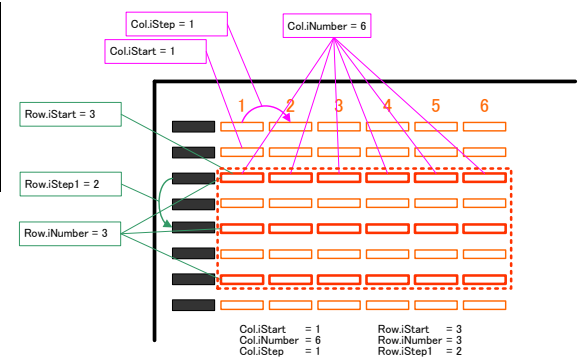 Col.iStep = 1
Col.iNumber = 6
Col.iStart = 1
1 2 3 4 5 6
Row.iStart = 3
Row.iStep1 = 2
Row.iNumber = 3
Col.iStart = 1 Row.iStart = 3
Col.iNumber = 6 Row.iNumber = 3
Col.iStep = 1 Row.iStep1 = 2